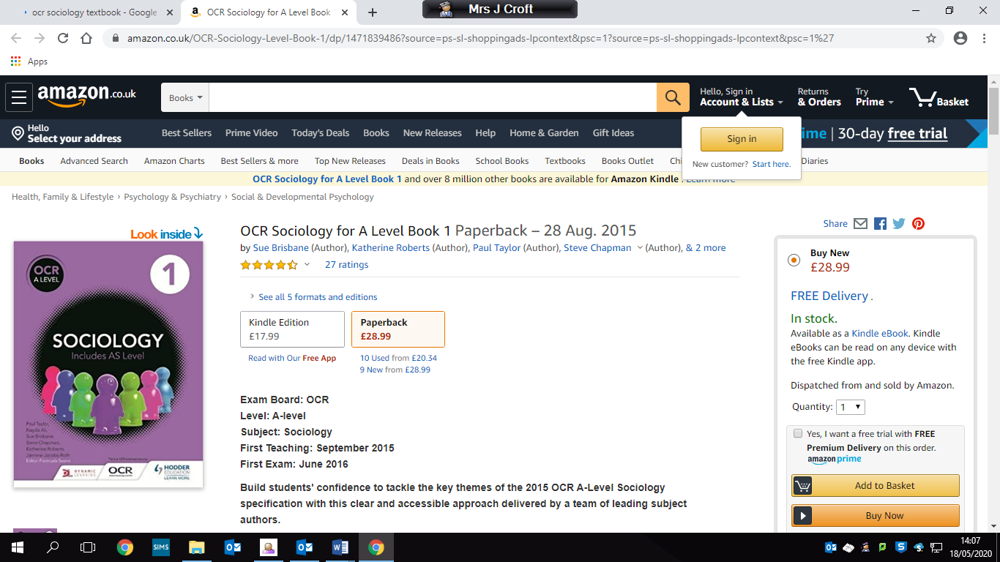 ocr sociology textbook - Google
OCR Sociology for A Level Book
Mrs J Croft
amazon.co.uk/OCR-Sociology-Level-Book-1/dp/1471839486?source=ps-sl-shoppingads-lpcontext&psc=1?source=ps-sl-shoppingads-lpcontext&psc=1%27
Apps
amazon.co.uk
Books
Hello, Sign in
Account & Lists
Returns
& Orders
Try
Prime
Basket
Hello
Select your address
Best Sellers Prime Video Today's Deals Books New Releases Help Home & Garden Gift Ideas
ime | 30-day free trial
Sign in
New customer? Start here.
Books Advanced Search Amazon Charts Best Sellers & more Top New Releases Deals in Books School Books Textbooks Books Outlet Chi Diaries
OCR Sociology for A Level Book 1 and over 8 million other books are available for Amazon Kindle . Learn more
Health, Family & Lifestyle › Psychology & Psychiatry › Social & Developmental Psychology
Look inside
OCR
A LEVEL
1
SOCIOLOGY
Includes AS Level
Paul Taylor,
Nayda Ali,
Sue Brisbane,
Steve Chapman,
Katherine Roberts,
Jannine Jacobs-Roth
Editor: Fionnuala Swann
DYNAMIC
LEARNING
OCR
HODDER
EDUCATION
LEARN MORE
OCR Sociology for A Level Book 1 Paperback – 28 Aug. 2015
by Sue Brisbane (Author), Katherine Roberts (Author), Paul Taylor (Author), Steve Chapman (Author), & 2 more
27 ratings
› See all 5 formats and editions
Kindle Edition
£17.99
Read with Our Free App
Paperback
£28.99
10 Used from £20.34
9 New from £28.99
Exam Board: OCR
Level: A-level
Subject: Sociology
First Teaching: September 2015
First Exam: June 2016
Build students' confidence to tackle the key themes of the 2015 OCR A-Level Sociology
specification with this clear and accessible approach delivered by a team of leading subject
authors.
Share
Buy New
£28.99
FREE Delivery .
In stock.
Available as a Kindle eBook. Kindle
eBooks can be read on any device with
the free Kindle app.
Dispatched from and sold by Amazon.
Quantity: 1
Yes, I want a free trial with FREE
Premium Delivery on this order.
amazon prime
Add to Basket
Buy Now
SIMS
14:07
18/05/2020